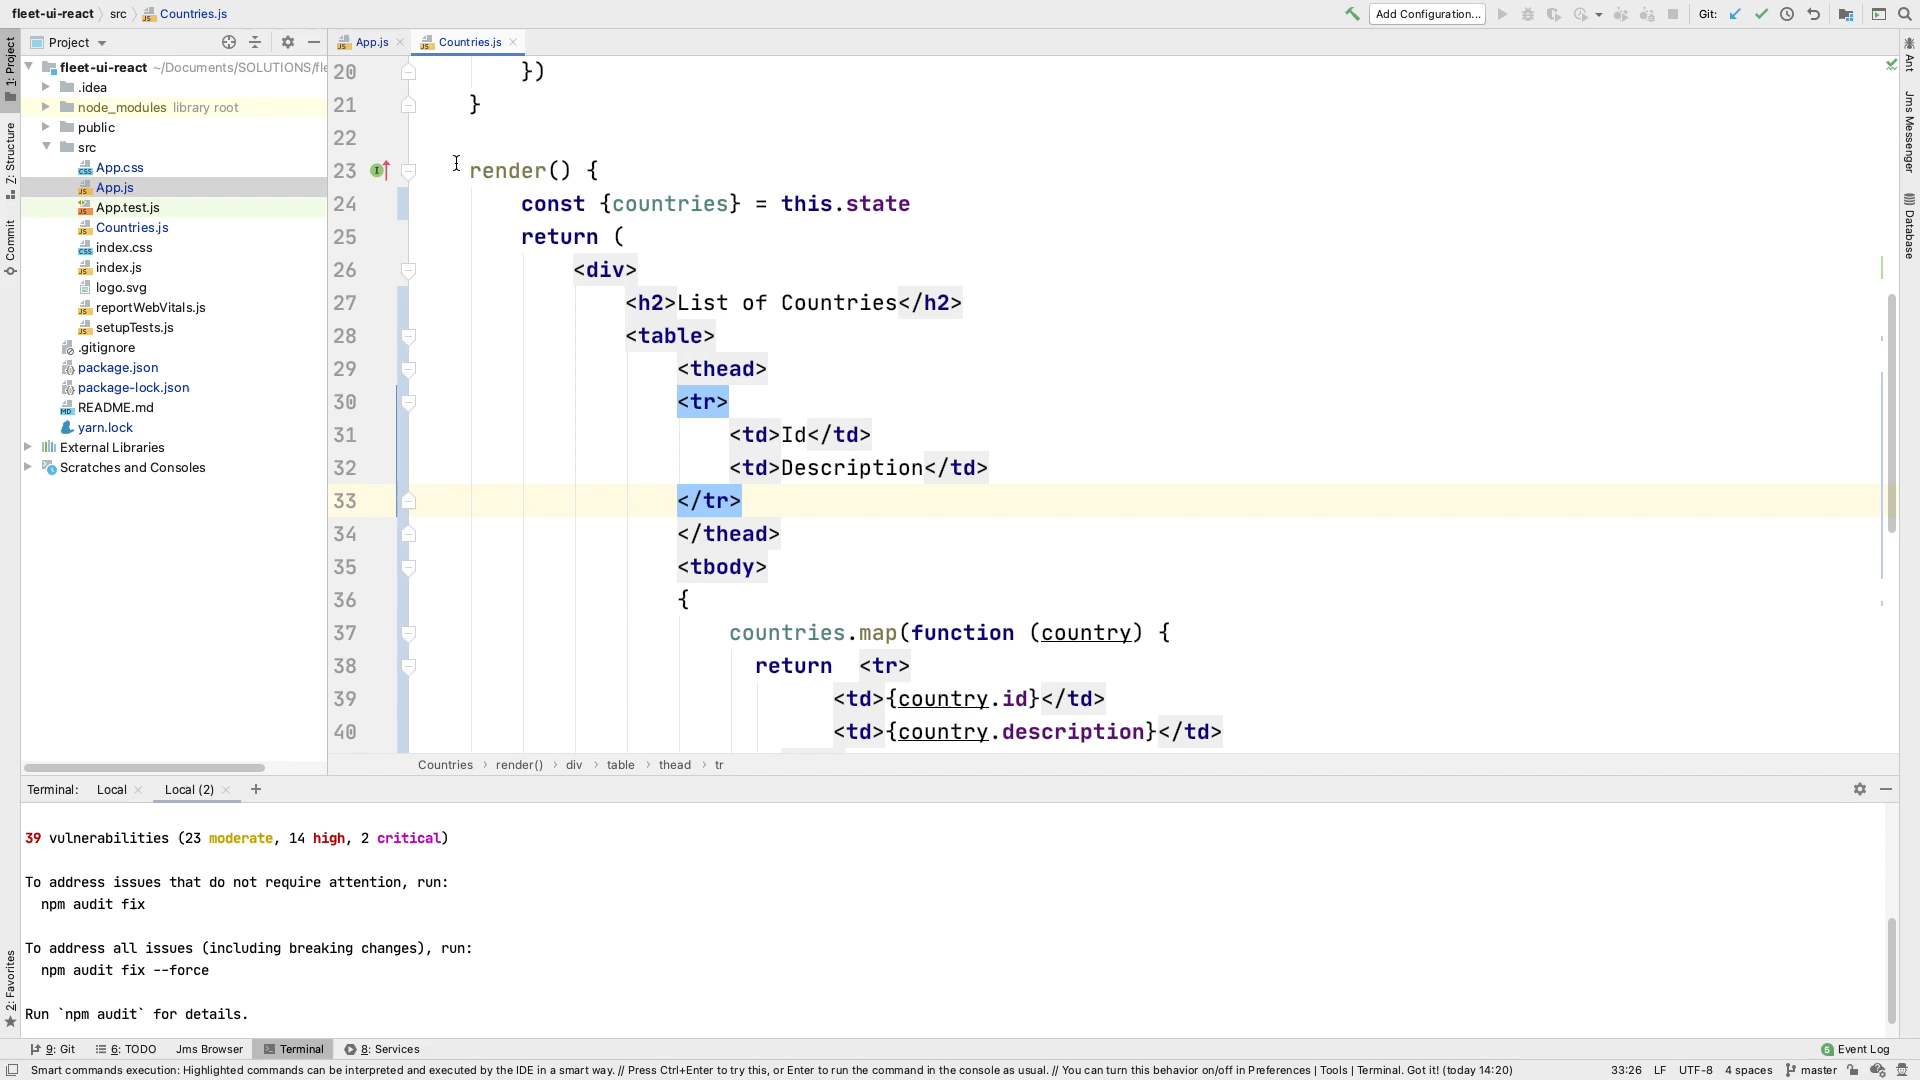 fleet-ui-react src Countries.js
Add Configuration...
Git:
Project
App.js
Countries.js
1: Project
Z: Structure
Commit
2: Favorites
fleet-ui-react ~/Documents/SOLUTIONS/fle
.idea
node_modules library root
public
src
App.css
App.js
App.test.js
Countries.js
index.css
index.js
logo.svg
reportWebVitals.js
setupTests.js
.gitignore
package.json
package-lock.json
README.md
yarn.lock
External Libraries
Scratches and Consoles
20 })
21 }
22
23 render() {
24 const {countries} = this.state
25 return (
26 <div>
27 <h2>List of Countries</h2>
28 <table>
29 <thead>
30 <tr>
31 <td>Id</td>
32 <td>Description</td>
33 </tr>
34 </thead>
35 <tbody>
36 {
37 countries.map(function (country) {
38 return <tr>
39 <td>{country.id}</td>
40 <td>{country.description}</td>
Countries render() div table thead tr
Ant
Jms Messenger
Database
Terminal: Local Local (2)
39 vulnerabilities (23 moderate, 14 high, 2 critical)
To address issues that do not require attention, run:
npm audit fix
To address all issues (including breaking changes), run:
npm audit fix --force
Run `npm audit` for details.
9: Git 6: TODO Jms Browser Terminal 8: Services
5 Event Log
Smart commands execution: Highlighted commands can be interpreted and executed by the IDE in a smart way. // Press Ctrl+Enter to try this, or Enter to run the command in the console as usual. // You can turn this behavior on/off in Preferences | Tools | Terminal. Got it! (today 14:20)
33:26 LF UTF-8 4 spaces master